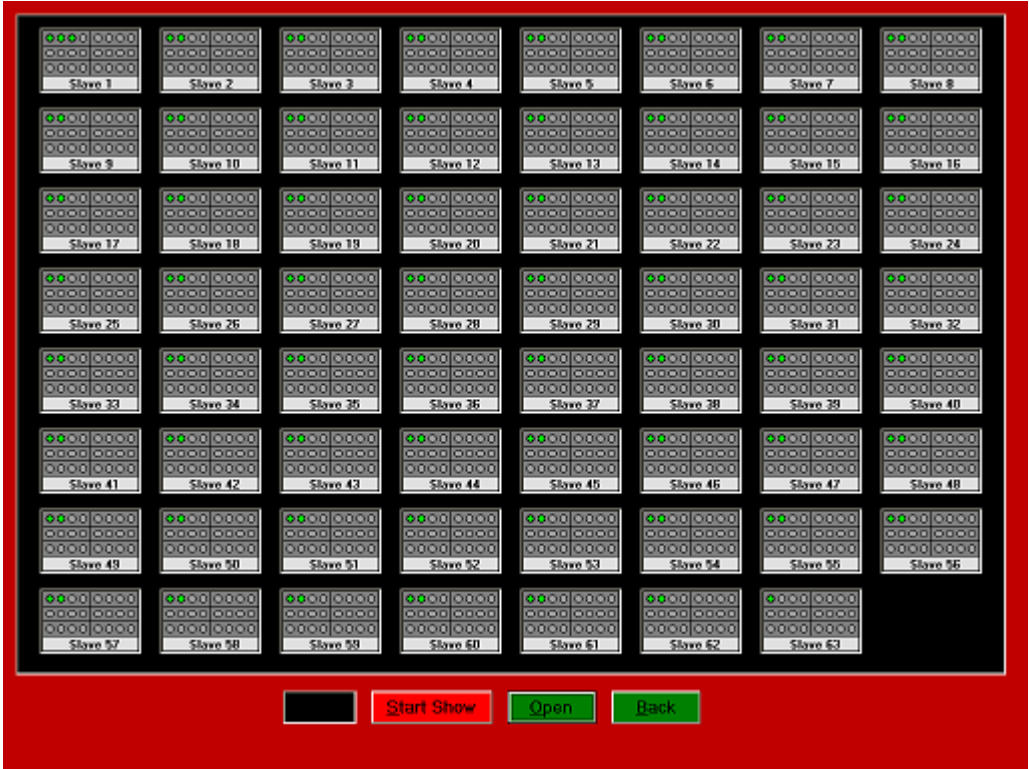 Slave 1 Slave 2 Slave 3 Slave 4 Slave 5 Slave 6 Slave 7 Slave 8
Slave 9 Slave 10 Slave 11 Slave 12 Slave 13 Slave 14 Slave 15 Slave 16
Slave 17 Slave 18 Slave 19 Slave 20 Slave 21 Slave 22 Slave 23 Slave 24
Slave 25 Slave 26 Slave 27 Slave 28 Slave 29 Slave 30 Slave 31 Slave 32
Slave 33 Slave 34 Slave 35 Slave 36 Slave 37 Slave 38 Slave 39 Slave 40
Slave 41 Slave 42 Slave 43 Slave 44 Slave 45 Slave 46 Slave 47 Slave 48
Slave 49 Slave 50 Slave 51 Slave 52 Slave 53 Slave 54 Slave 55 Slave 56
Slave 57 Slave 58 Slave 59 Slave 60 Slave 61 Slave 62 Slave 63
Start Show Open Back